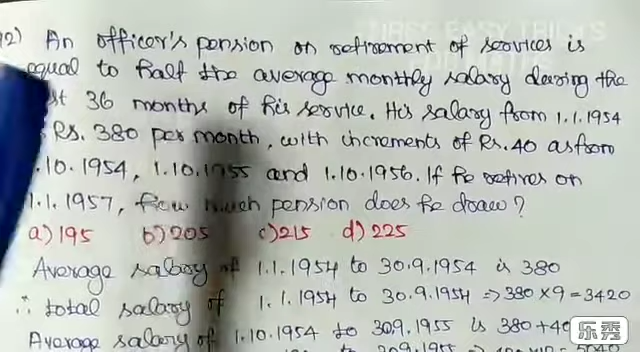 12) An officer's pension on retirement of services is
equal to half the average monthly salary during the
st 36 months of his service. His salary from 1.1.1954
Rs. 380 per month, with increments of Rs. 40 as from
.10.1954, 1.10.1955 and 1.10.1956. If he retires on
1.1.1957, how much pension does he draw?
a) 195 b) 205 c) 215 d) 225
Average salary of 1.1.1954 to 30.9.1954 is 380
∴ total salary of 1.1.1954 to 30.9.1954 ⇒ 380 × 9 = 3420
Average salary of 1.10.1954 to 30.9.1955 is 380+40
乐秀